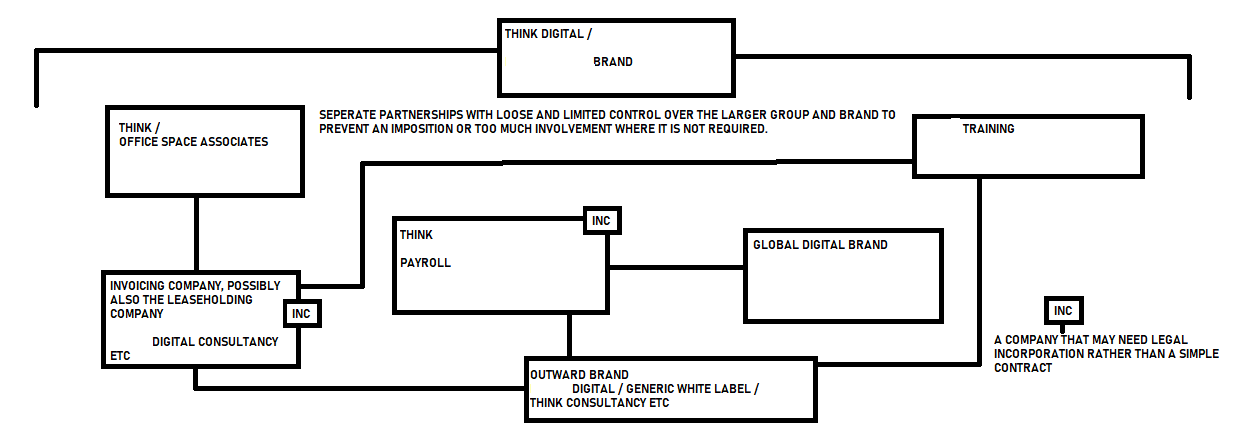 THINK DIGITAL /
BRAND
SEPERATE PARTNERSHIPS WITH LOOSE AND LIMITED CONTROL OVER THE LARGER GROUP AND BRAND TO
PREVENT AN IMPOSITION OR TOO MUCH INVOLVEMENT WHERE IT IS NOT REQUIRED.
THINK /
OFFICE SPACE ASSOCIATES
TRAINING
INC
THINK
PAYROLL
GLOBAL DIGITAL BRAND
INVOICING COMPANY, POSSIBLY
ALSO THE LEASEHOLDING
COMPANY
INC
DIGITAL CONSULTANCY
ETC
INC
A COMPANY THAT MAY NEED LEGAL
INCORPORATION RATHER THAN A SIMPLE
CONTRACT
OUTWARD BRAND
DIGITAL / GENERIC WHITE LABEL /
THINK CONSULTANCY ETC